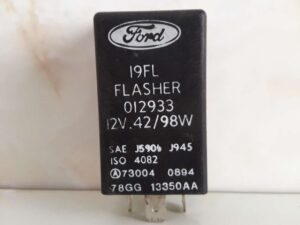 Ford
19FL
FLASHER
012933
12V.42/98W
SAE J590b J945
ISO 4082
Ⓐ73004 0894
78GG 13350AA